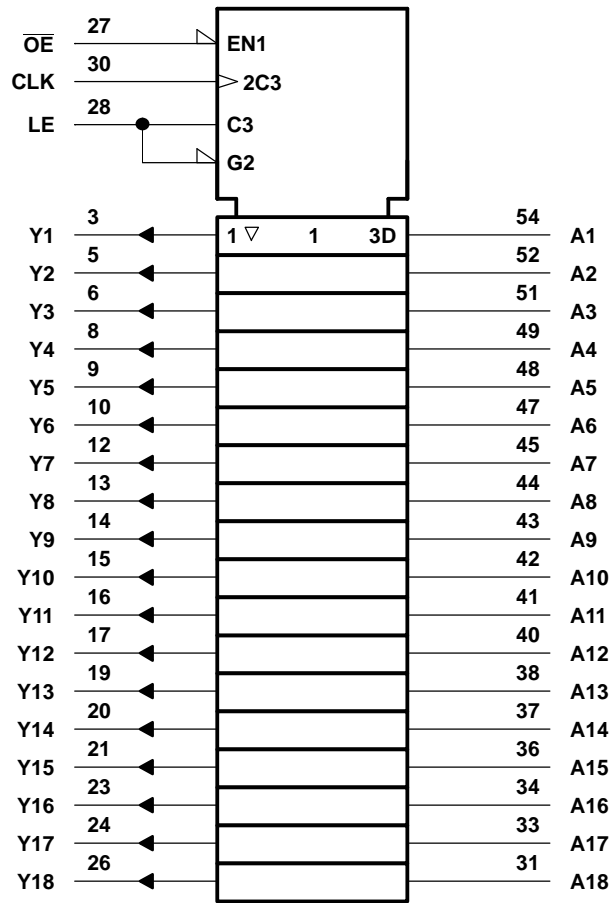 OE 27 EN1
CLK 30 2C3
LE 28 C3
G2
Y1 3 1 ▽ 1 3D 54 A1
Y2 5 52 A2
Y3 6 51 A3
Y4 8 49 A4
Y5 9 48 A5
Y6 10 47 A6
Y7 12 45 A7
Y8 13 44 A8
Y9 14 43 A9
Y10 15 42 A10
Y11 16 41 A11
Y12 17 40 A12
Y13 19 38 A13
Y14 20 37 A14
Y15 21 36 A15
Y16 23 34 A16
Y17 24 33 A17
Y18 26 31 A18